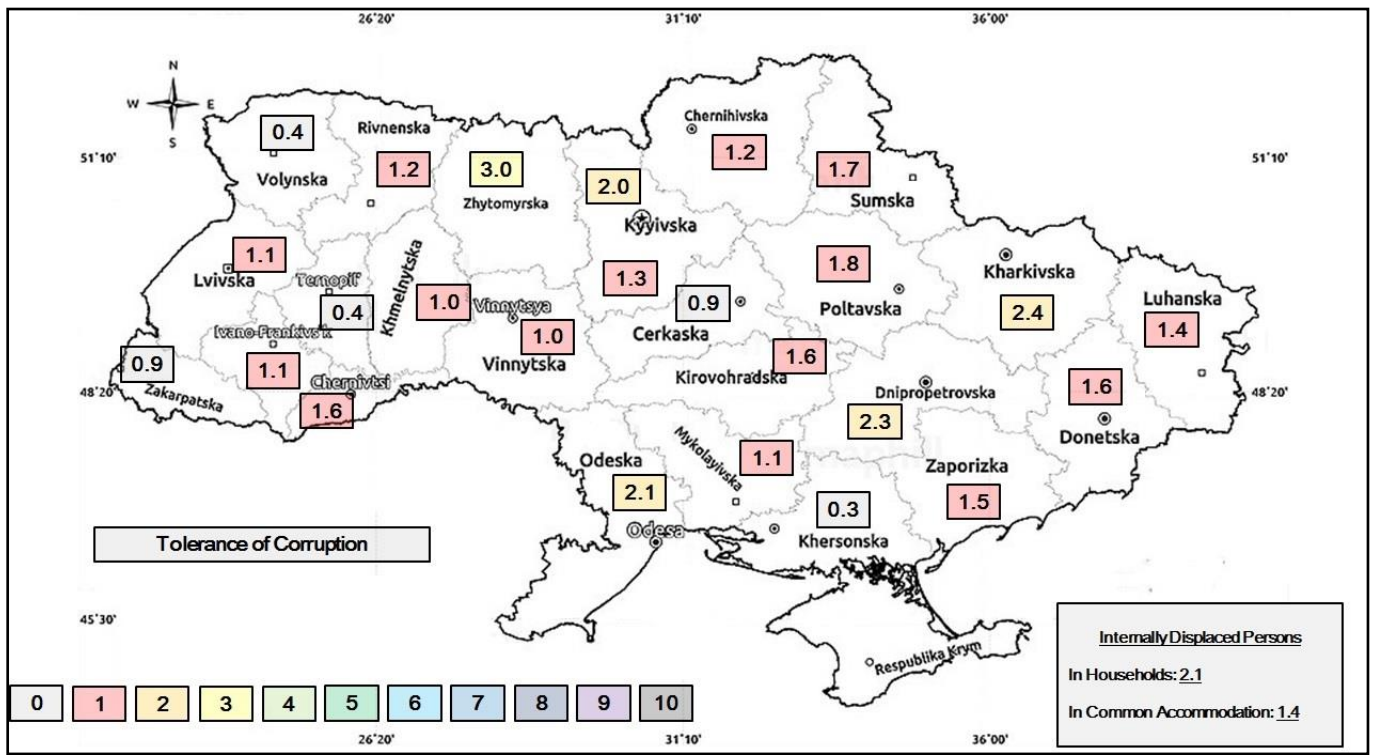 26°20' 31°10' 36°00'
N
W E
S
51°10' 51°10'
0.4
Volynska
Rivnenska
1.2
3.0
Zhytomyrska
2.0
Kyyivska
1.3
Chernihivska
1.2
1.7
Sumska
1.1
Lvivska
Ternopil'
0.4
Khmelnytska
1.0
Vinnytsya
1.0
Vinnytska
0.9
Cerkaska
1.8
Poltavska
Kharkivska
2.4
Luhanska
1.4
Ivano-Frankivs'k
1.1
0.9
Zakarpatska
Chernivtsi
1.6
1.6
Kirovohradska
Dnipropetrovska
2.3
1.6
Donetska
48°20' 48°20'
Odeska
2.1
Odesa
Mykolayivska
1.1
0.3
Khersonska
Zaporizka
1.5
Tolerance of Corruption
45°30'
Respublika Krym
Internally Displaced Persons
In Households: 2.1
In Common Accommodation: 1.4
0 1 2 3 4 5 6 7 8 9 10
26°20' 31°10' 36°00'